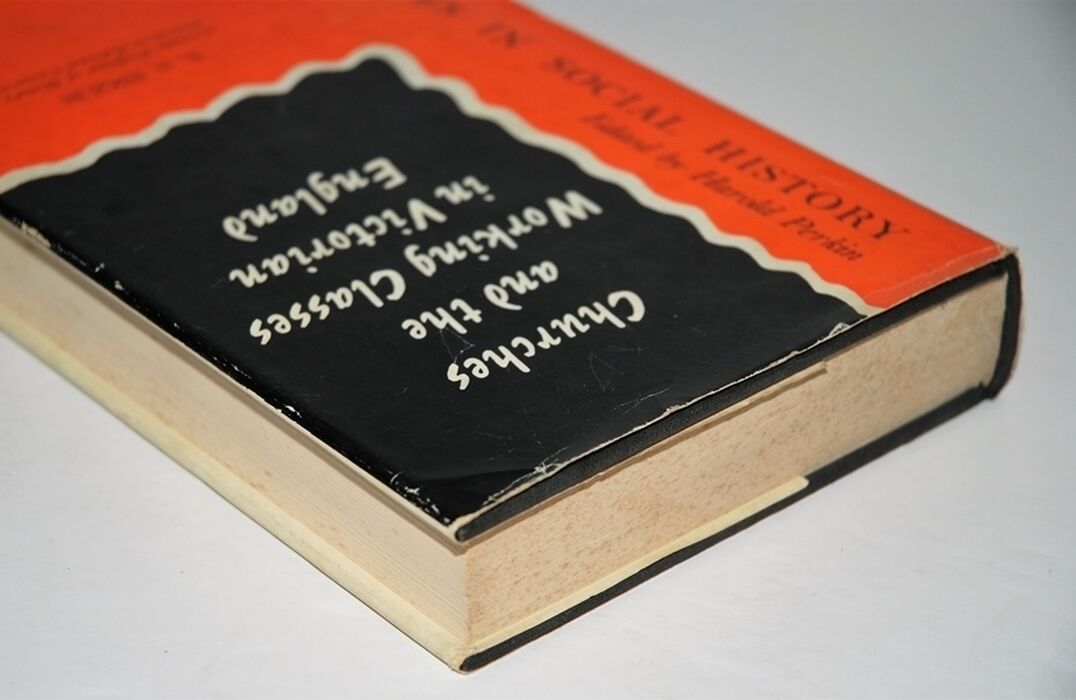 IN SOCIAL HISTORY
Edited by Harold Perkin
Churches
and the
Working Classes
in Victorian
England